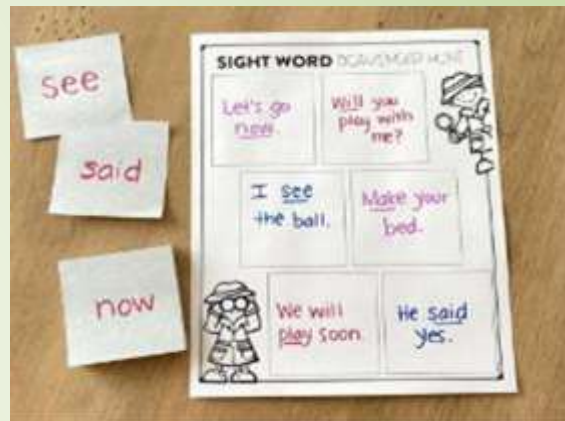 see
said
now
SIGHT WORD SCAVENGER HUNT
Let's go
now.
Will you
play with
me?
I see
the ball.
Make your
bed.
We will
play soon.
He said
yes.